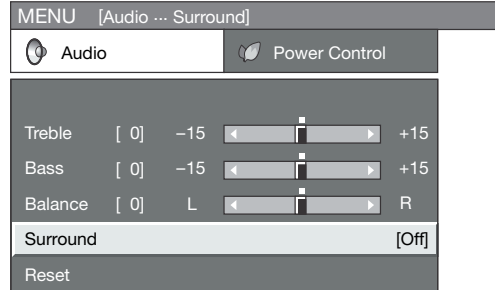 MENU [Audio ··· Surround]
Audio Power Control
Treble [ 0] −15 +15
Bass [ 0] −15 +15
Balance [ 0] L R
Surround [Off]
Reset